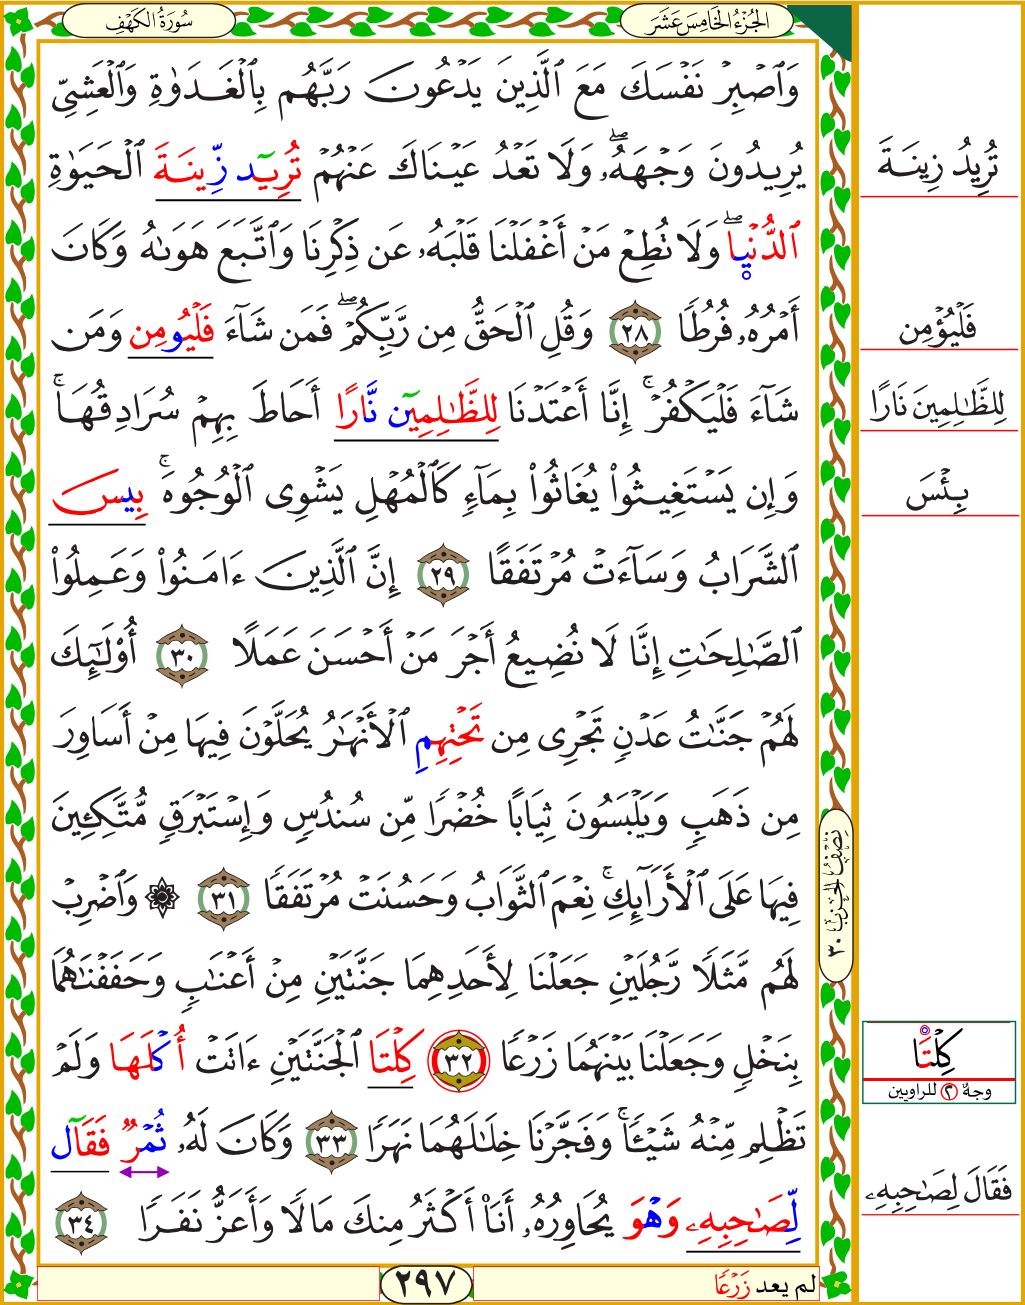 سُورَةُ الكَهْفِ
الجُزْءُ الخَامِسَ عَشَرَ
وَٱصۡبِرۡ نَفۡسَكَ مَعَ ٱلَّذِينَ يَدۡعُونَ رَبَّهُم بِٱلۡغَدَوٰةِ وَٱلۡعَشِيِّ
يُرِيدُونَ وَجۡهَهُۥۖ وَلَا تَعۡدُ عَيۡنَاكَ عَنۡهُمۡ تُرِيٓد زِّينَةَ ٱلۡحَيَوٰةِ
ٱلدُّنۡيٜاۖ وَلَا تُطِعۡ مَنۡ أَغۡفَلۡنَا قَلۡبَهُۥ عَن ذِكۡرِنَا وَٱتَّبَعَ هَوَىٰهُ وَكَانَ
أَمۡرُهُۥ فُرُطٗا ٢٨ وَقُلِ ٱلۡحَقُّ مِن رَّبِّكُمۡۖ فَمَن شَآءَ فَلۡيُومِن وَمَن
شَآءَ فَلۡيَكۡفُرۡۚ إِنَّآ أَعۡتَدۡنَا لِلظَّٰلِمِيٓن نَّارًا أَحَاطَ بِهِمۡ سُرَادِقُهَاۚ
وَإِن يَسۡتَغِيثُواْ يُغَاثُواْ بِمَآءٖ كَٱلۡمُهۡلِ يَشۡوِي ٱلۡوُجُوهَۚ بِيسَ
ٱلشَّرَابُ وَسَآءَتۡ مُرۡتَفَقًا ٢٩ إِنَّ ٱلَّذِينَ ءَامَنُواْ وَعَمِلُواْ
ٱلصَّٰلِحَٰتِ إِنَّا لَا نُضِيعُ أَجۡرَ مَنۡ أَحۡسَنَ عَمَلًا ٣٠ أُوْلَٰٓئِكَ
لَهُمۡ جَنَّٰتُ عَدۡنٖ تَجۡرِي مِن تَحۡتِهِمِ ٱلۡأَنۡهَٰرُ يُحَلَّوۡنَ فِيهَا مِنۡ أَسَاوِرَ
مِن ذَهَبٖ وَيَلۡبَسُونَ ثِيَابًا خُضۡرٗا مِّن سُندُسٖ وَإِسۡتَبۡرَقٖ مُّتَّكِـِٔينَ
فِيهَا عَلَى ٱلۡأَرَآئِكِۚ نِعۡمَ ٱلثَّوَابُ وَحَسُنَتۡ مُرۡتَفَقٗا ٣١ ۞ وَٱضۡرِبۡ
لَهُم مَّثَلٗا رَّجُلَيۡنِ جَعَلۡنَا لِأَحَدِهِمَا جَنَّتَيۡنِ مِنۡ أَعۡنَٰبٖ وَحَفَفۡنَٰهُمَا
بِنَخۡلٖ وَجَعَلۡنَا بَيۡنَهُمَا زَرۡعٗا ٣٢ كِلۡتَا ٱلۡجَنَّتَيۡنِ ءَاتَتۡ أُكۡلَهَا وَلَمۡ
تَظۡلِم مِّنۡهُ شَيۡـٔٗاۚ وَفَجَّرۡنَا خِلَٰلَهُمَا نَهَرٗا ٣٣ وَكَانَ لَهُۥ ثُمۡرٞ فَقَآل
لِّصَٰحِبِهِۦ وَهۡوَ يُحَاوِرُهُۥٓ أَنَا۠ أَكۡثَرُ مِنكَ مَالٗا وَأَعَزُّ نَفَرٗا ٣٤
لم يعد زَرۡعٗا
٢٩٧
تُرِيدُ زِينَةَ
فَلۡيُؤۡمِن
لِلظَّٰلِمِينَ نَارًا
بِئۡسَ
كِلۡتَا
وجهٌ ٢ للراويين
فَقَالَ لِصَٰحِبِهِۦ
نِصْفُ الحِزْبِ ٣٠